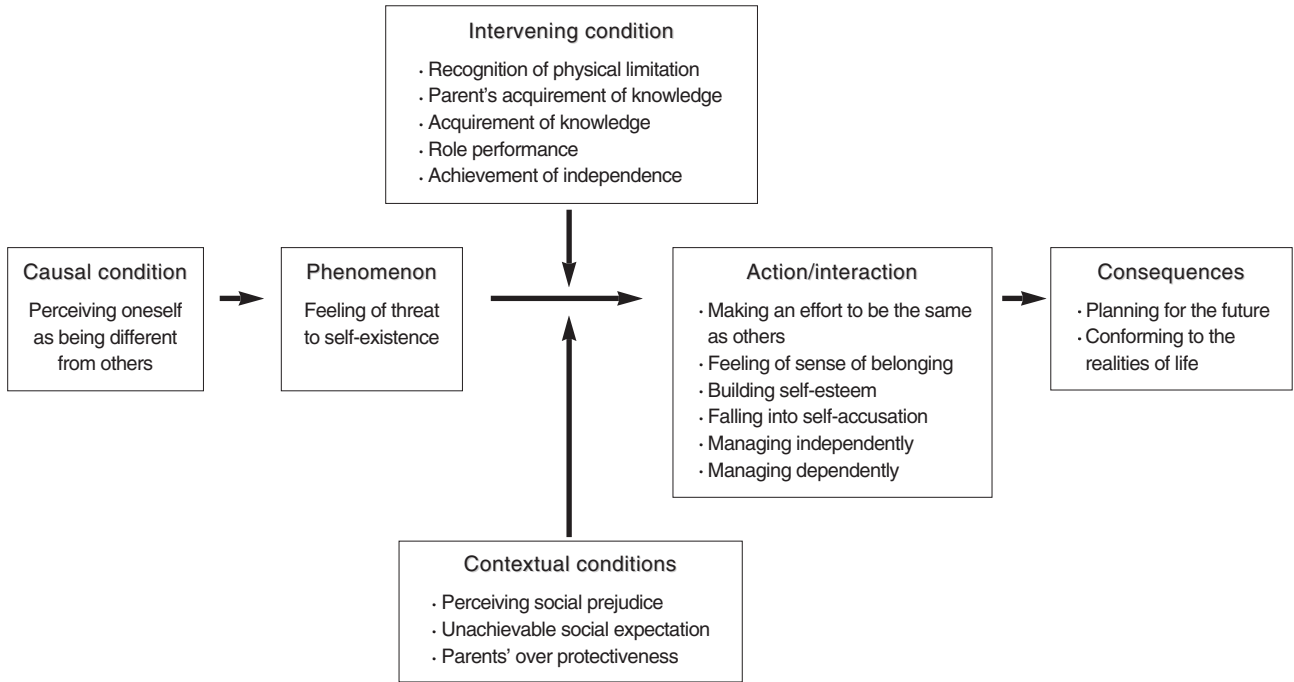 Intervening condition
· Recognition of physical limitation
· Parent's acquirement of knowledge
· Acquirement of knowledge
· Role performance
· Achievement of independence
Causal condition
Perceiving oneself
as being different
from others
Phenomenon
Feeling of threat
to self-existence
Action/interaction
· Making an effort to be the same
as others
· Feeling of sense of belonging
· Building self-esteem
· Falling into self-accusation
· Managing independently
· Managing dependently
Consequences
· Planning for the future
· Conforming to the
realities of life
Contextual conditions
· Perceiving social prejudice
· Unachievable social expectation
· Parents' over protectiveness